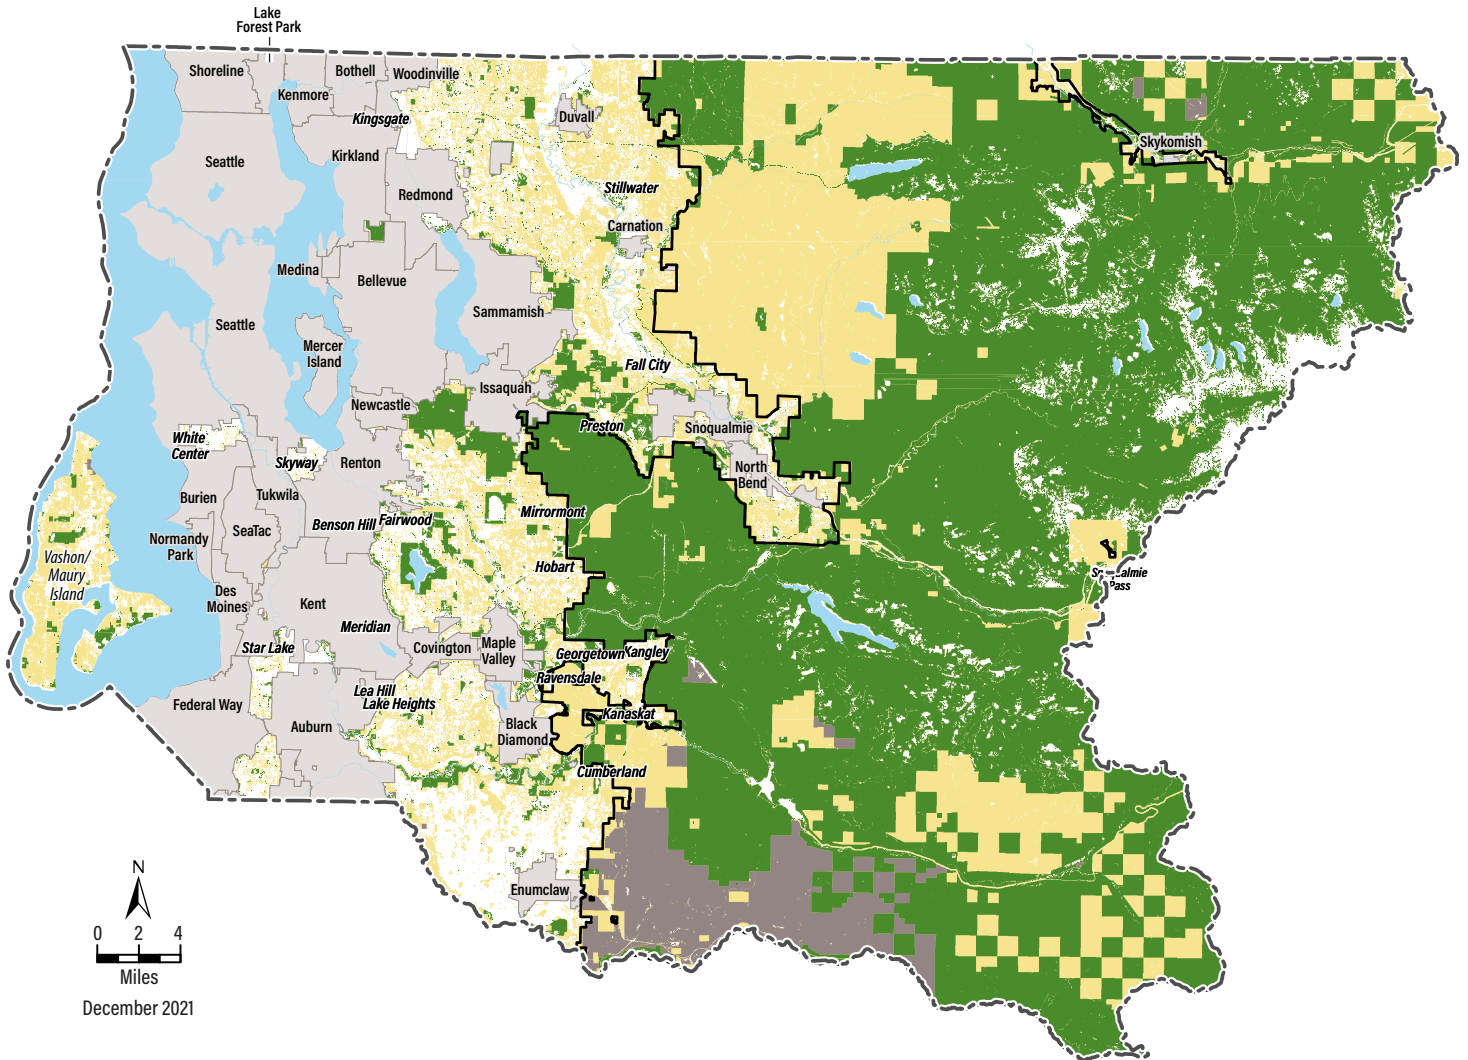 Lake
Forest Park
Shoreline
Bothell
Woodinville
Kenmore
Kingsgate
Duvall
Skykomish
Seattle
Kirkland
Redmond
Stillwater
Carnation
Medina
Bellevue
Sammamish
Seattle
Mercer
Island
Fall City
Issaquah
Newcastle
Preston
Snoqualmie
White
Center
Skyway
Renton
North
Bend
Burien
Tukwila
Mirrormont
Benson Hill
Fairwood
SeaTac
Normandy
Park
Vashon/
Maury
Island
Hobart
Pass
Des
Moines
Kent
Meridian
Star Lake
Covington
Maple
Valley
Georgetown
Kangley
Ravensdale
Lea Hill
Lake Heights
Federal Way
Auburn
Black
Diamond
Kanaskat
Cumberland
Enumclaw
N
0 2 4
Miles
December 2021